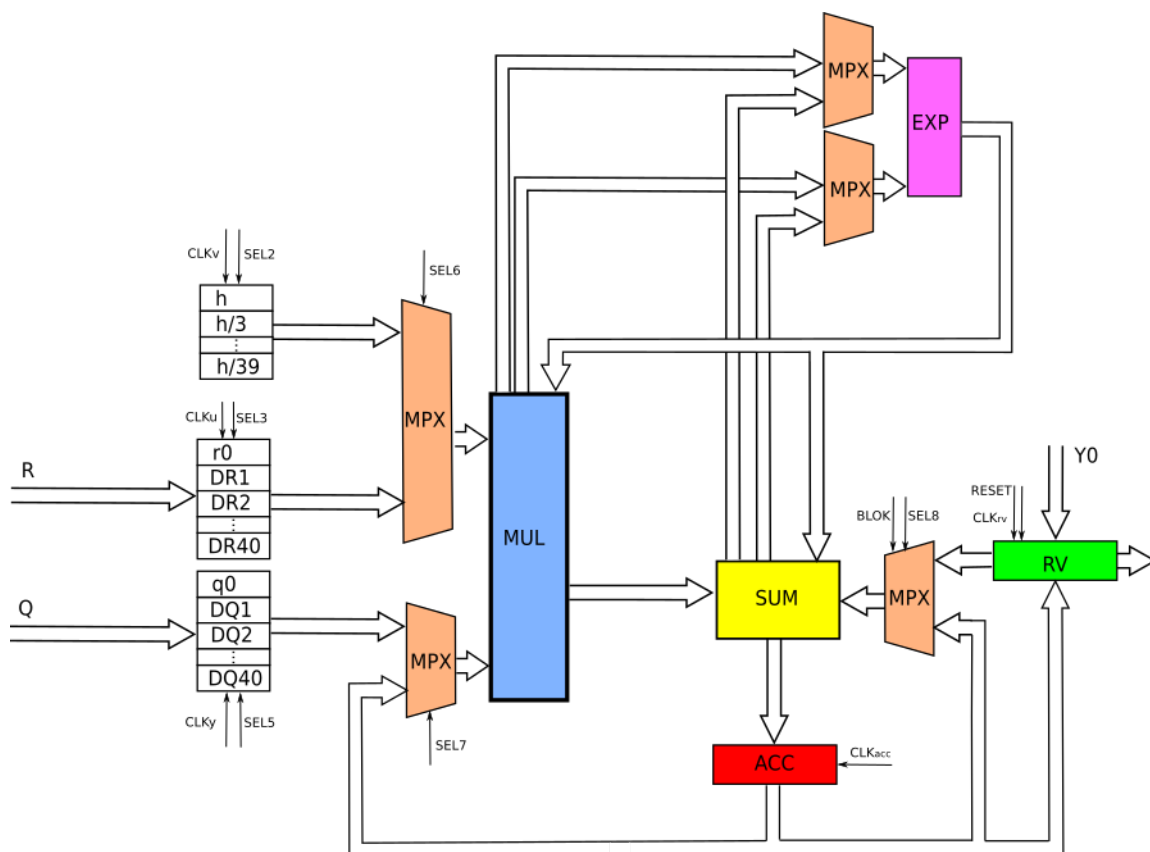 MPX
EXP
MPX
CLKv
SEL2
SEL6
h
h/3
⋮
h/39
MPX
CLKu
SEL3
r0
R
DR1
DR2
⋮
DR40
MUL
Y0
RESET
BLOK
SEL8
CLKrv
RV
q0
Q
DQ1
DQ2
⋮
DQ40
MPX
SUM
MPX
CLKy
SEL5
SEL7
ACC
CLKacc